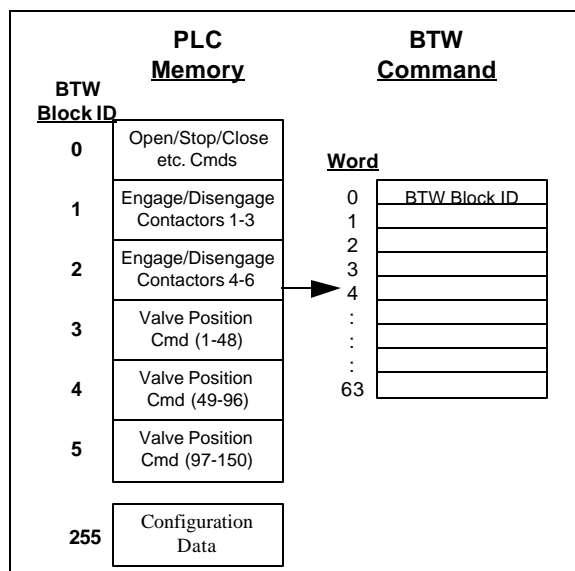 PLC
Memory
BTW
Command
BTW
Block ID
0
Open/Stop/Close
etc. Cmds
1
Engage/Disengage
Contactors 1-3
2
Engage/Disengage
Contactors 4-6
3
Valve Position
Cmd (1-48)
4
Valve Position
Cmd (49-96)
5
Valve Position
Cmd (97-150)
255
Configuration
Data
Word
0
BTW Block ID
1
2
3
4
:
:
:
63